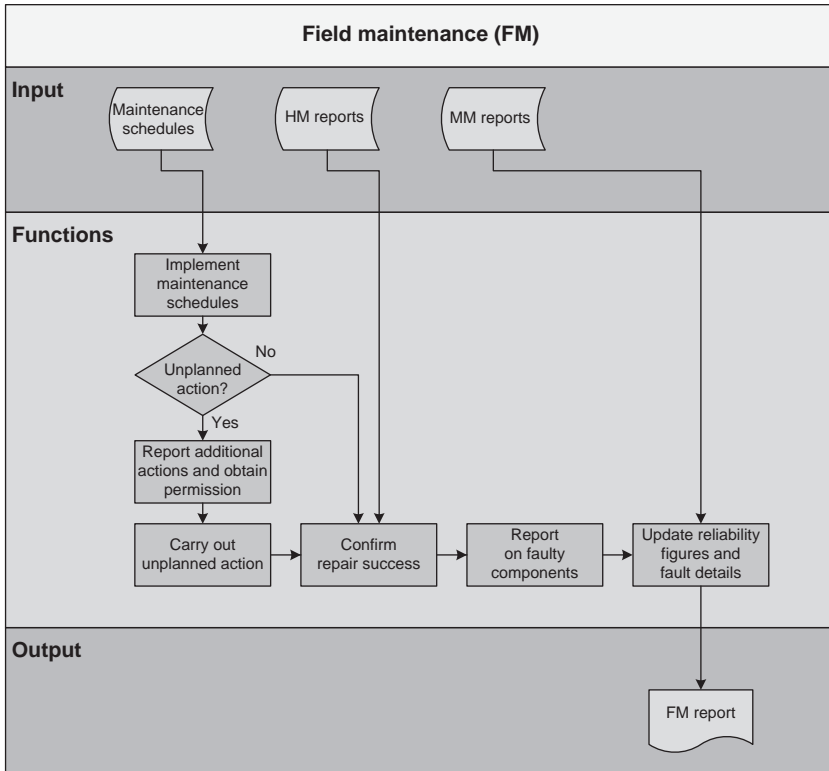 Field maintenance (FM)
Input
Maintenance
schedules
HM reports
MM reports
Functions
Implement
maintenance
schedules
Unplanned
action?
No
Yes
Report additional
actions and obtain
permission
Carry out
unplanned action
Confirm
repair success
Report
on faulty
components
Update reliability
figures and
fault details
Output
FM report